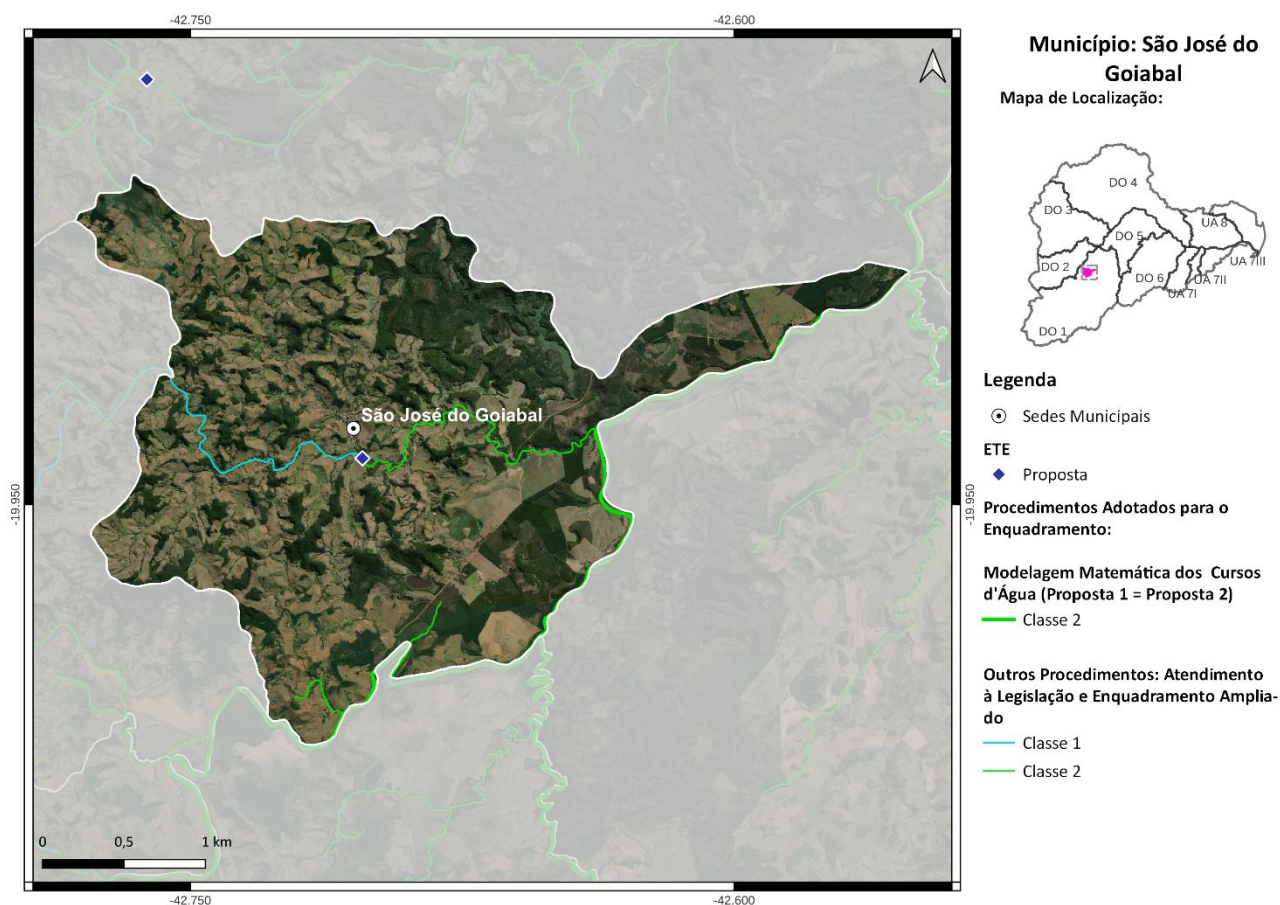 -42.750
-42.600
-19.950
São José do Goiabal
-19.950
0
0,5
1 km
-42.750
-42.600
Município: São José do
Goiabal
Mapa de Localização:
DO 4
DO 3
UA 8
DO 5
UA 7III
DO 2
DO 6
UA 7II
UA 7I
DO 1
Legenda
Sedes Municipais
ETE
Proposta
Procedimentos Adotados para o
Enquadramento:
Modelagem Matemática dos Cursos
d'Água (Proposta 1 = Proposta 2)
Classe 2
Outros Procedimentos: Atendimento
à Legislação e Enquadramento Amplia-
do
Classe 1
Classe 2